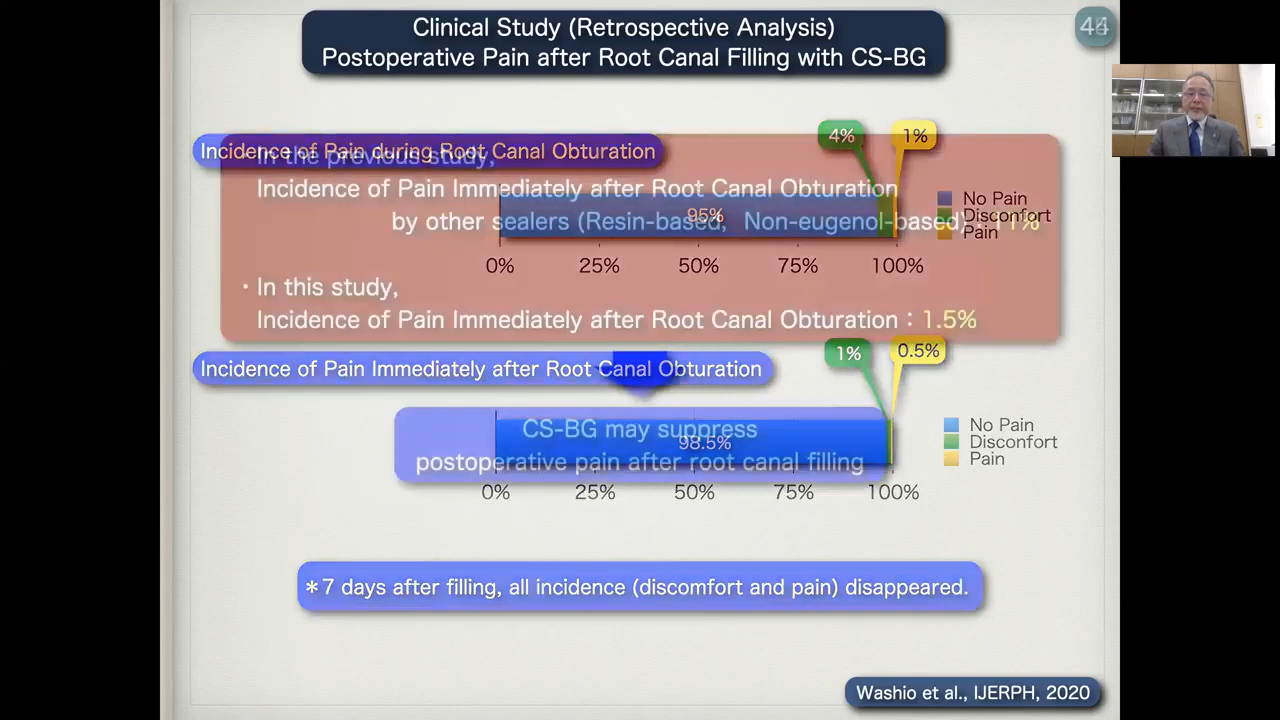 Clinical Study (Retrospective Analysis)
Postoperative Pain after Root Canal Filling with CS-BG
Incidence of Pain during Root Canal Obturation
4%
1%
・In the previous study,
Incidence of Pain Immediately after Root Canal Obturation
by other sealers (Resin-based, Non-eugenol-based)
95%
No Pain
Disconfort
Pain
0% 25% 50% 75% 100%
・In this study,
Incidence of Pain Immediately after Root Canal Obturation：1.5%
1%
0.5%
Incidence of Pain Immediately after Root Canal Obturation
CS-BG may suppress
postoperative pain after root canal filling
98.5%
No Pain
Disconfort
Pain
0% 25% 50% 75% 100%
＊7 days after filling, all incidence (discomfort and pain) disappeared.
Washio et al., IJERPH, 2020